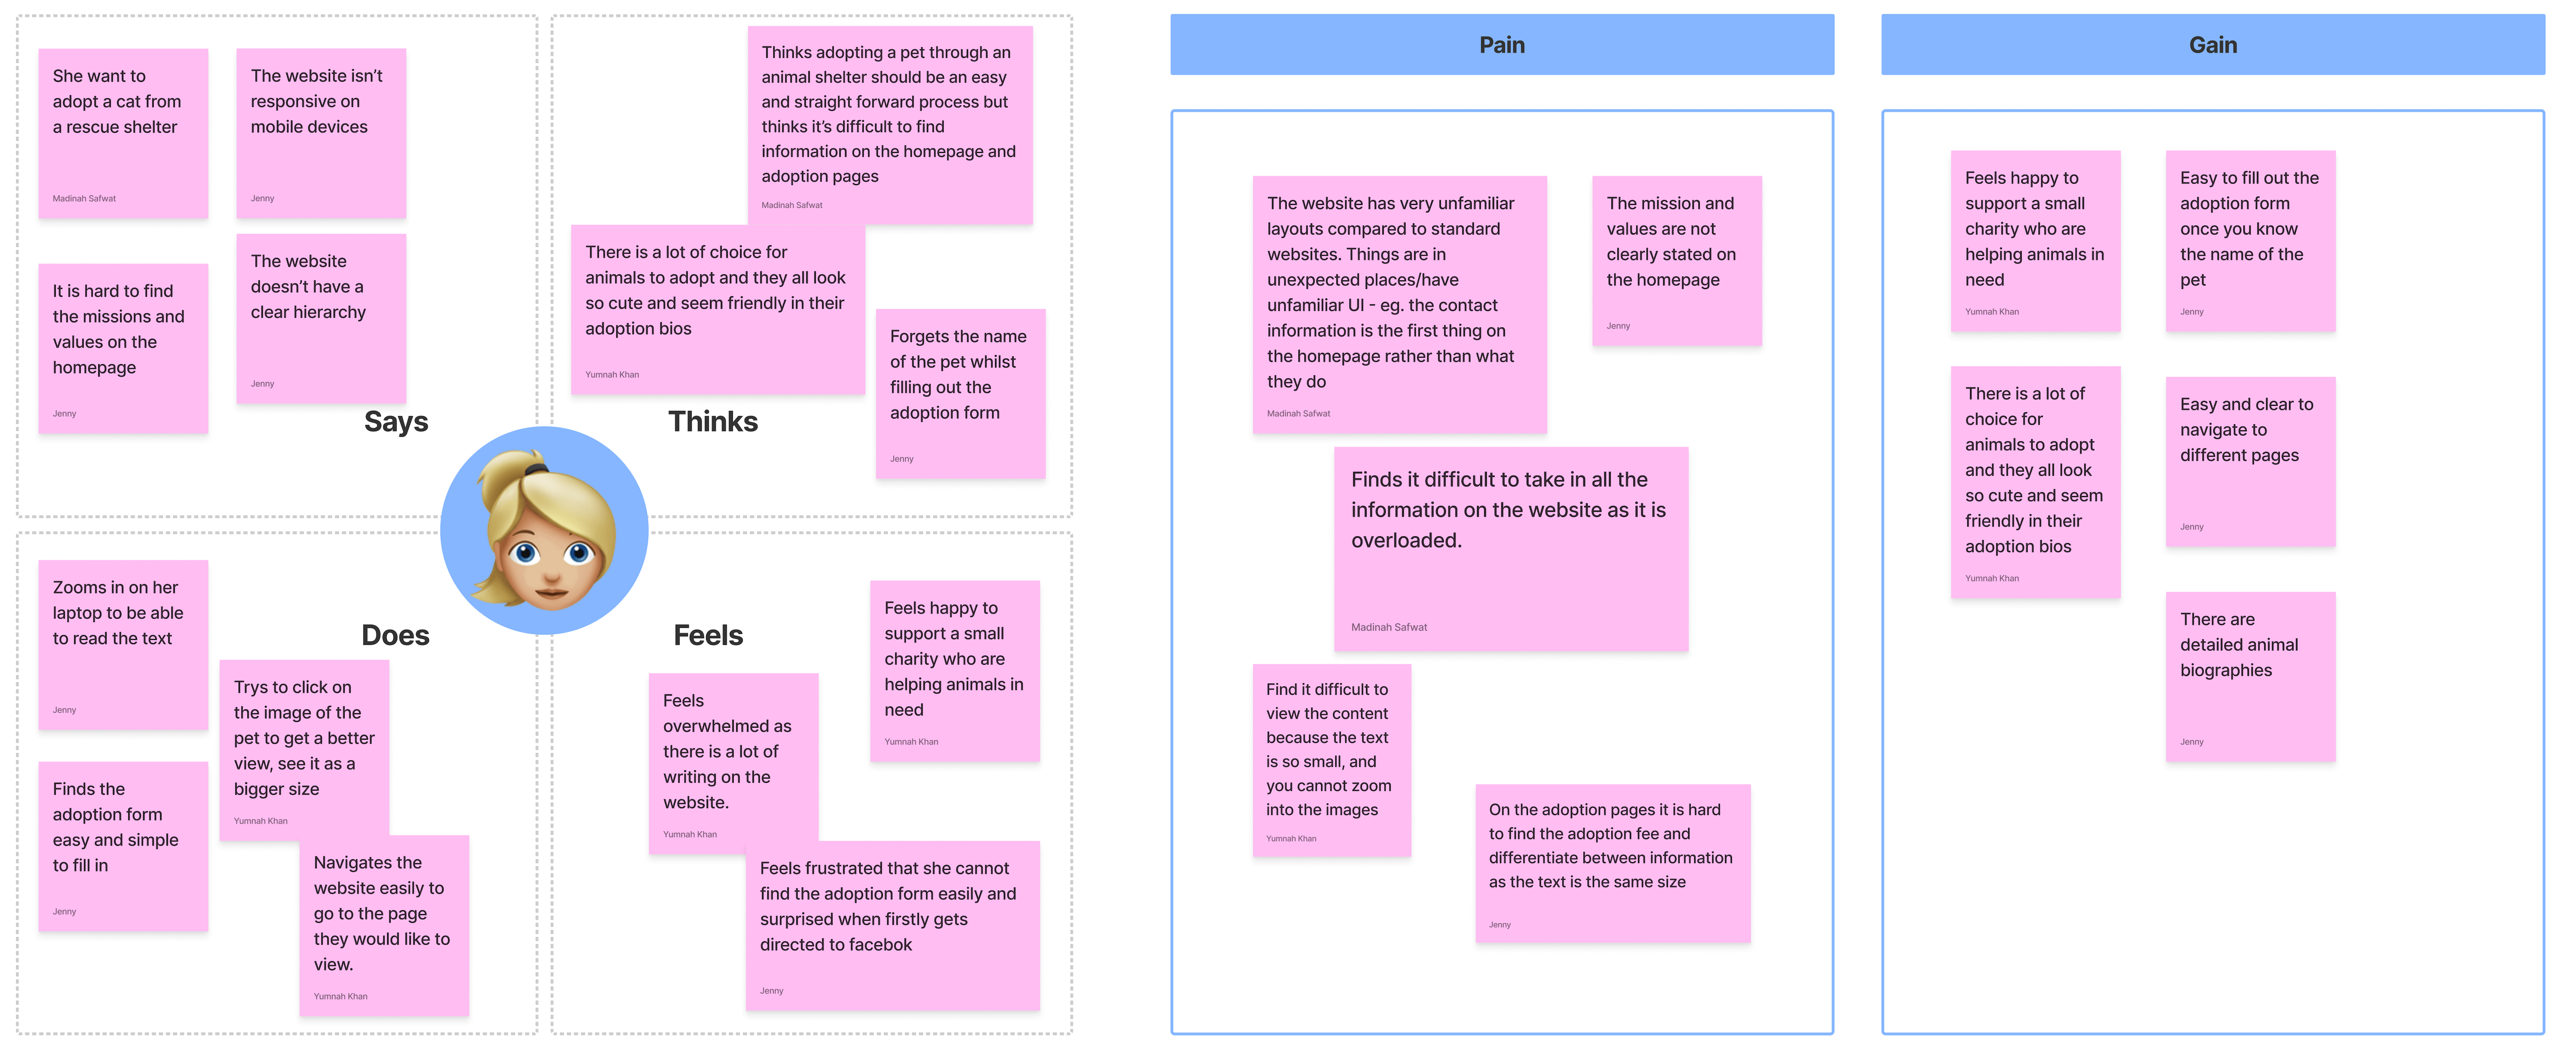 She want to
adopt a cat from
a rescue shelter
Madinah Safwat
The website isn’t
responsive on
mobile devices
Jenny
It is hard to find
the missions and
values on the
homepage
Jenny
The website
doesn’t have a
clear hierarchy
Jenny
Says
Thinks adopting a pet through an
animal shelter should be an easy
and straight forward process but
thinks it’s difficult to find
information on the homepage and
adoption pages
Madinah Safwat
There is a lot of choice for
animals to adopt and they all look
so cute and seem friendly in their
adoption bios
Yumnah Khan
Forgets the name
of the pet whilst
filling out the
adoption form
Jenny
Thinks
Zooms in on her
laptop to be able
to read the text
Jenny
Does
Trys to click on
the image of the
pet to get a better
view, see it as a
bigger size
Yumnah Khan
Finds the
adoption form
easy and simple
to fill in
Jenny
Navigates the
website easily to
go to the page
they would like to
view.
Yumnah Khan
Feels
Feels happy to
support a small
charity who are
helping animals in
need
Yumnah Khan
Feels
overwhelmed as
there is a lot of
writing on the
website.
Yumnah Khan
Feels frustrated that she cannot
find the adoption form easily and
surprised when firstly gets
directed to facebok
Jenny
Pain
The website has very unfamiliar
layouts compared to standard
websites. Things are in
unexpected places/have
unfamiliar UI - eg. the contact
information is the first thing on
the homepage rather than what
they do
Madinah Safwat
The mission and
values are not
clearly stated on
the homepage
Jenny
Finds it difficult to take in all the
information on the website as it is
overloaded.
Madinah Safwat
Find it difficult to
view the content
because the text
is so small, and
you cannot zoom
into the images
Yumnah Khan
On the adoption pages it is hard
to find the adoption fee and
differentiate between information
as the text is the same size
Jenny
Gain
Feels happy to
support a small
charity who are
helping animals in
need
Yumnah Khan
Easy to fill out the
adoption form
once you know
the name of the
pet
Jenny
There is a lot of
choice for
animals to adopt
and they all look
so cute and seem
friendly in their
adoption bios
Yumnah Khan
Easy and clear to
navigate to
different pages
Jenny
There are
detailed animal
biographies
Jenny